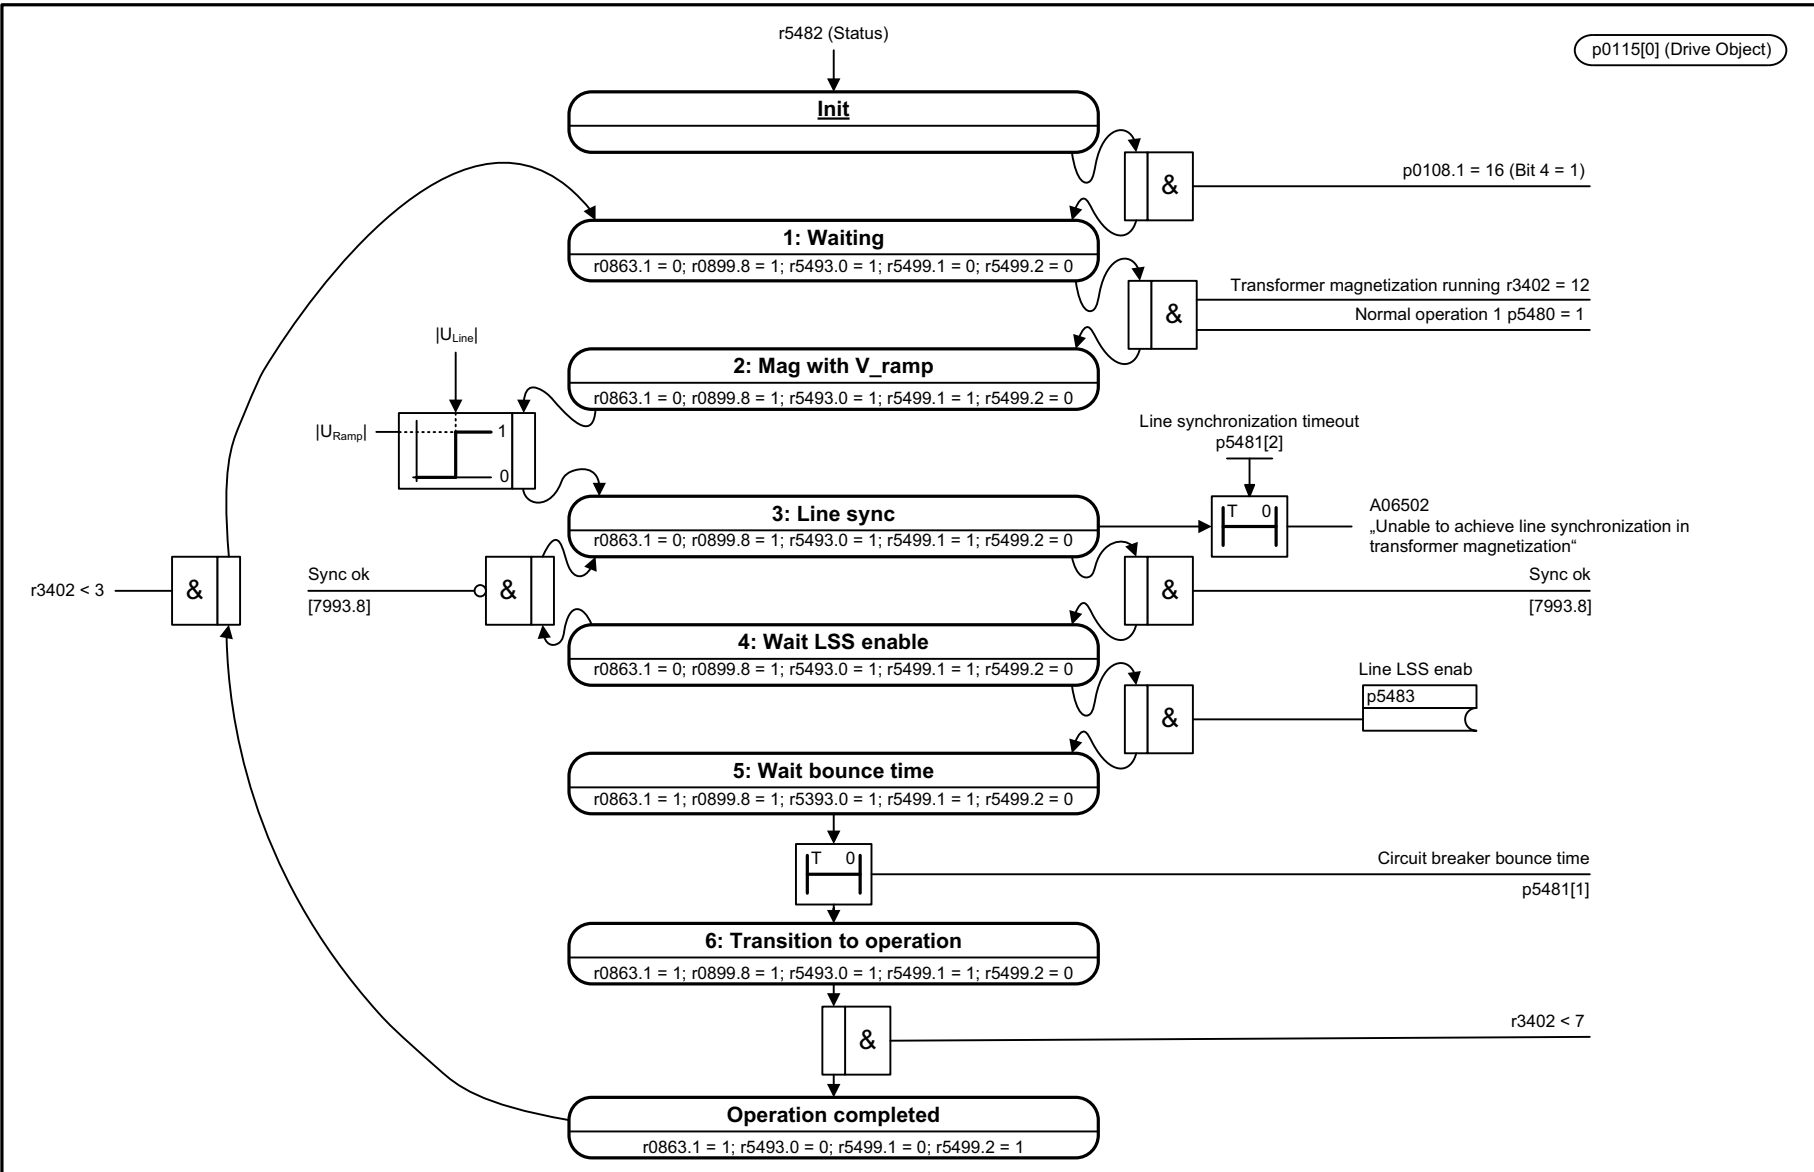 r5482 (Status)
p0115[0] (Drive Object)
Init
&
p0108.1 = 16 (Bit 4 = 1)
1: Waiting
r0863.1 = 0; r0899.8 = 1; r5493.0 = 1; r5499.1 = 0; r5499.2 = 0
&
Transformer magnetization running r3402 = 12
Normal operation 1 p5480 = 1
|ULine|
2: Mag with V_ramp
r0863.1 = 0; r0899.8 = 1; r5493.0 = 1; r5499.1 = 1; r5499.2 = 0
|URamp|
1
0
Line synchronization timeout
p5481[2]
3: Line sync
r0863.1 = 0; r0899.8 = 1; r5493.0 = 1; r5499.1 = 1; r5499.2 = 0
T 0
A06502
„Unable to achieve line synchronization in
transformer magnetization“
r3402 < 3
&
Sync ok
[7993.8]
&
&
Sync ok
[7993.8]
4: Wait LSS enable
r0863.1 = 0; r0899.8 = 1; r5493.0 = 1; r5499.1 = 1; r5499.2 = 0
&
Line LSS enab
p5483
5: Wait bounce time
r0863.1 = 1; r0899.8 = 1; r5393.0 = 1; r5499.1 = 1; r5499.2 = 0
T 0
Circuit breaker bounce time
p5481[1]
6: Transition to operation
r0863.1 = 1; r0899.8 = 1; r5493.0 = 1; r5499.1 = 1; r5499.2 = 0
&
r3402 < 7
Operation completed
r0863.1 = 1; r5493.0 = 0; r5499.1 = 0; r5499.2 = 1